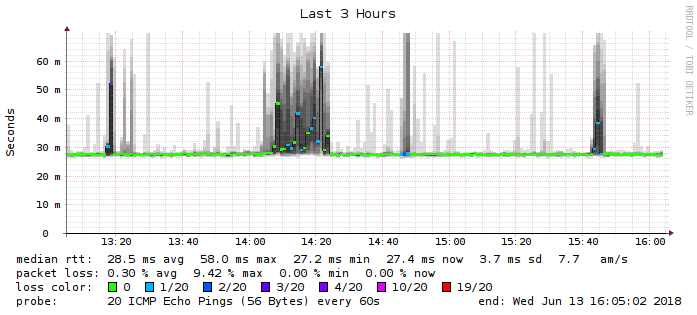 Last 3 Hours
RRDTOOL / TOBI OETIKER
Seconds
60 m
50 m
40 m
30 m
20 m
10 m
0
13:20 13:40 14:00 14:20 14:40 15:00 15:20 15:40 16:00
median rtt: 28.5 ms avg 58.0 ms max 27.2 ms min 27.4 ms now 3.7 ms sd 7.7 am/s
packet loss: 0.30 % avg 9.42 % max 0.00 % min 0.00 % now
loss color: 0 1/20 2/20 3/20 4/20 10/20 19/20
probe: 20 ICMP Echo Pings (56 Bytes) every 60s end: Wed Jun 13 16:05:02 2018